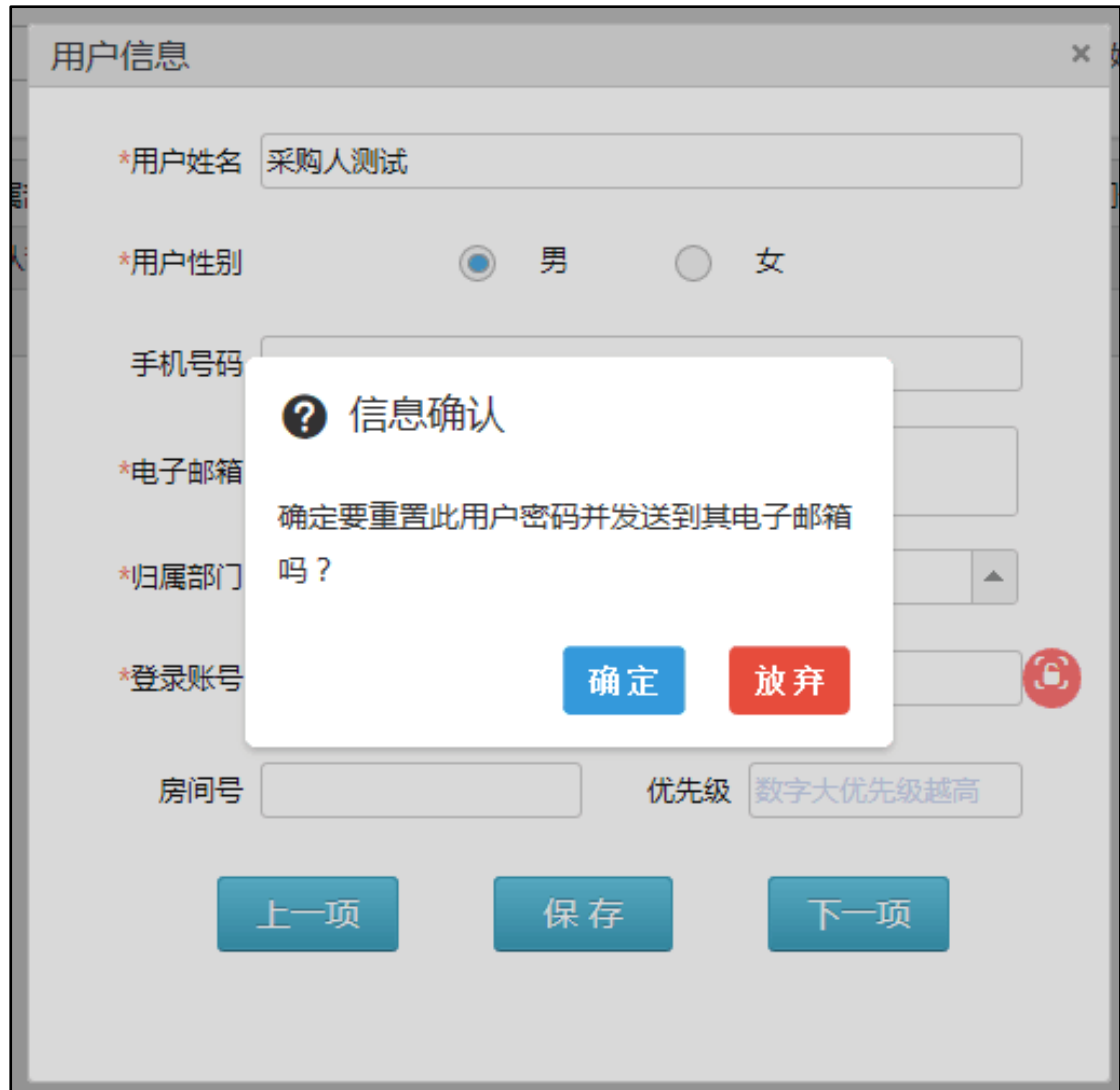 用户信息
*用户姓名 采购人测试
*用户性别 男 女
手机号码
信息确认
*电子邮箱
确定要重置此用户密码并发送到其电子邮箱
吗？
*归属部门
*登录账号
确定 放弃
房间号 优先级 数字大优先级越高
上一项 保存 下一项